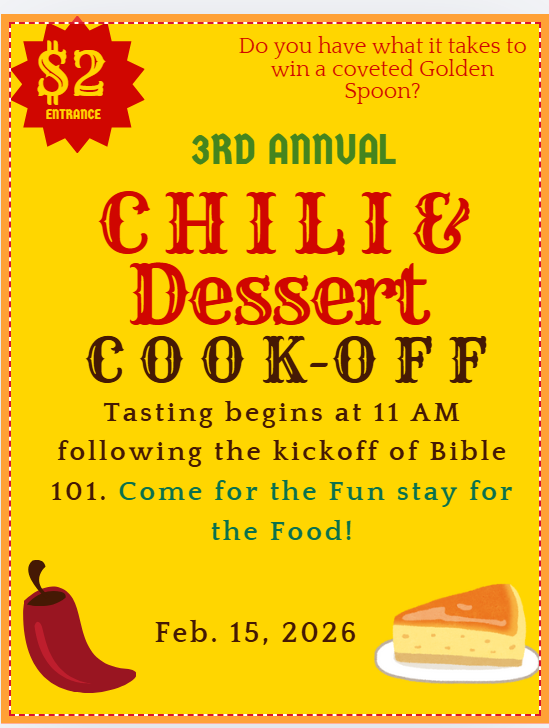 $2
ENTRANCE
Do you have what it takes to
win a coveted Golden
Spoon?
3RD ANNUAL
CHILI &
Dessert
COOK-OFF
Tasting begins at 11 AM
following the kickoff of Bible
101. Come for the Fun stay for
the Food!
Feb. 15, 2026